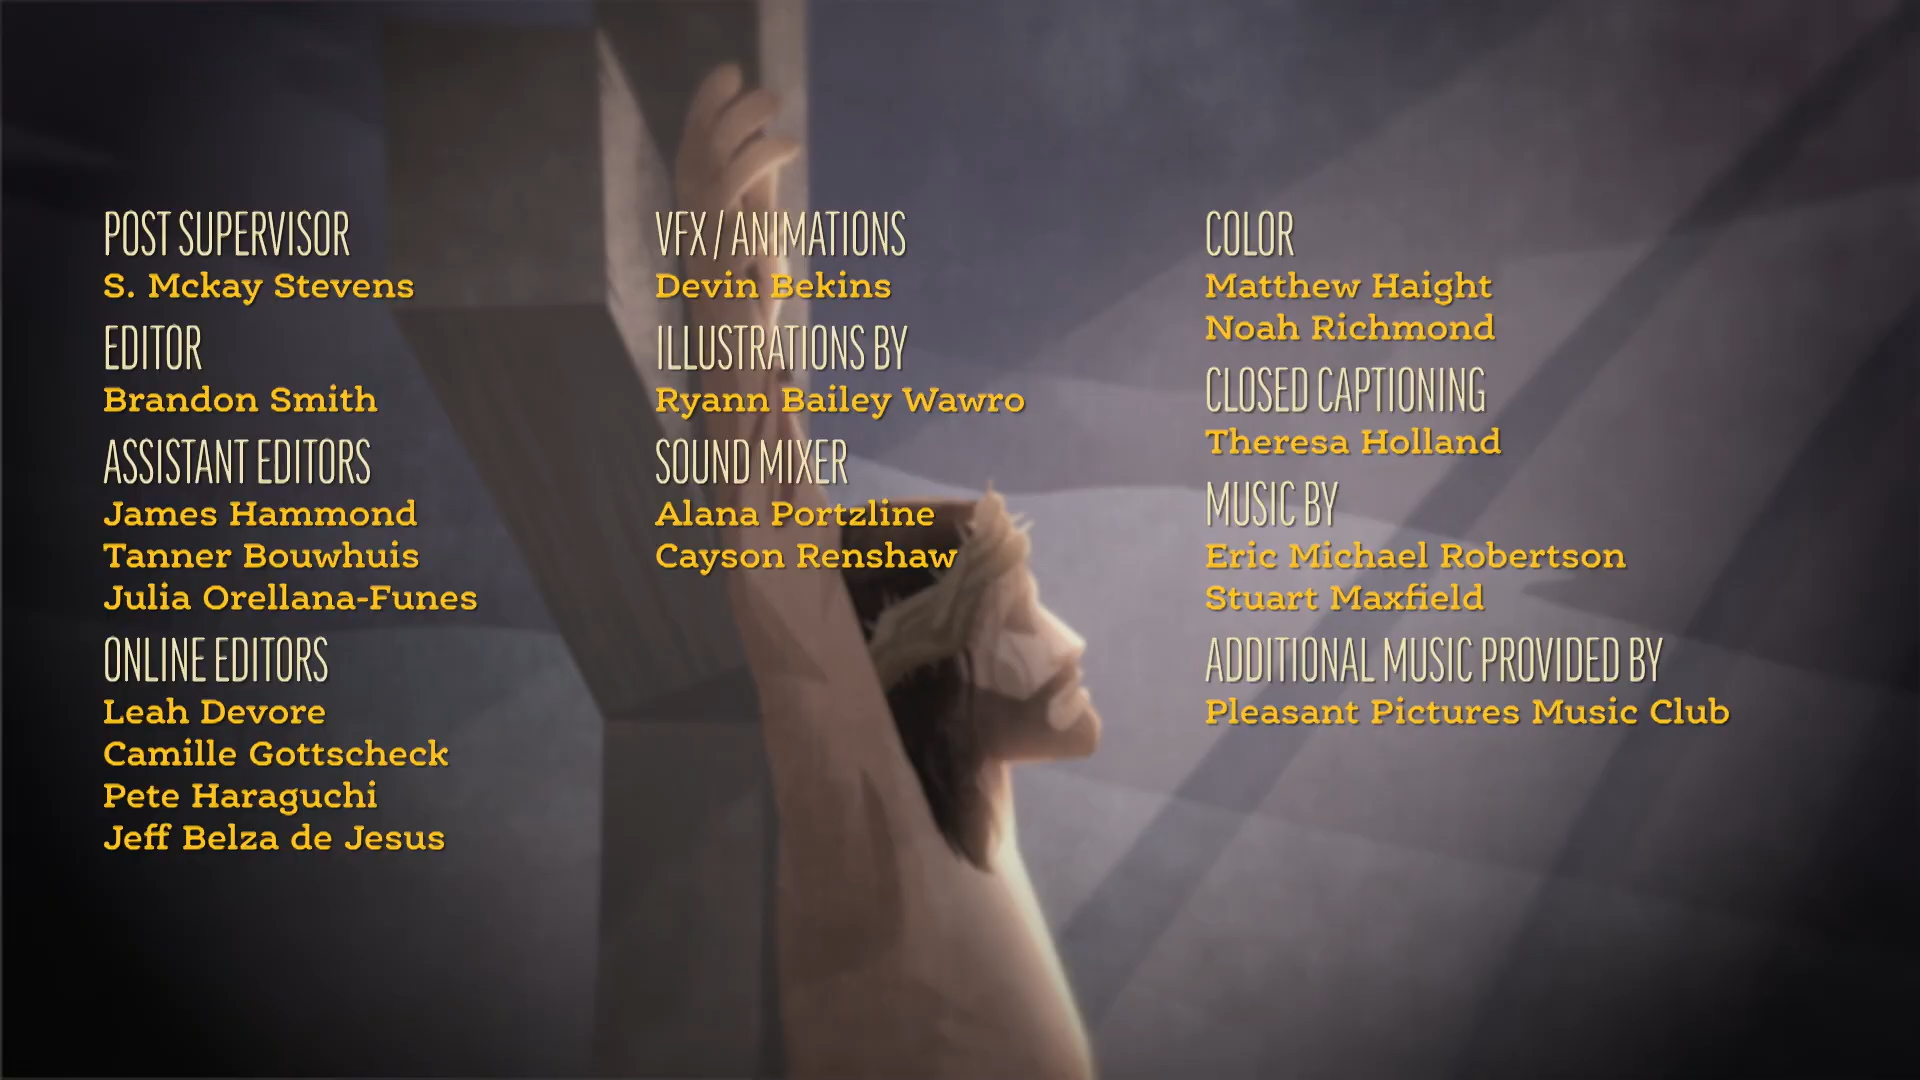 POST SUPERVISOR
S. Mckay Stevens
EDITOR
Brandon Smith
ASSISTANT EDITORS
James Hammond
Tanner Bouwhuis
Julia Orellana-Funes
ONLINE EDITORS
Leah Devore
Camille Gottscheck
Pete Haraguchi
Jeff Belza de Jesus
VFX / ANIMATIONS
Devin Bekins
ILLUSTRATIONS BY
Ryann Bailey Wawro
SOUND MIXER
Alana Portzline
Cayson Renshaw
COLOR
Matthew Haight
Noah Richmond
CLOSED CAPTIONING
Theresa Holland
MUSIC BY
Eric Michael Robertson
Stuart Maxfield
ADDITIONAL MUSIC PROVIDED BY
Pleasant Pictures Music Club